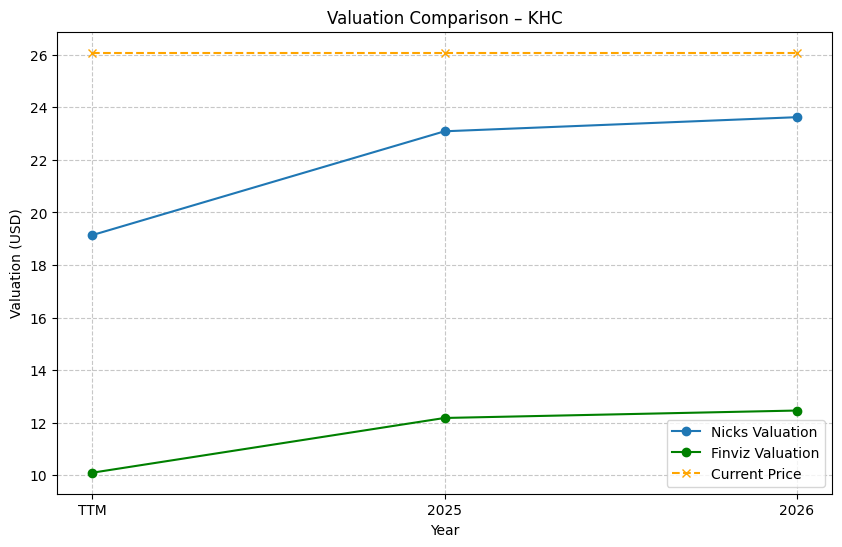 Valuation Comparison – KHC
Valuation (USD)
26
24
22
20
18
16
14
12
10
TTM
2025
2026
Year
Nicks Valuation
Finviz Valuation
Current Price